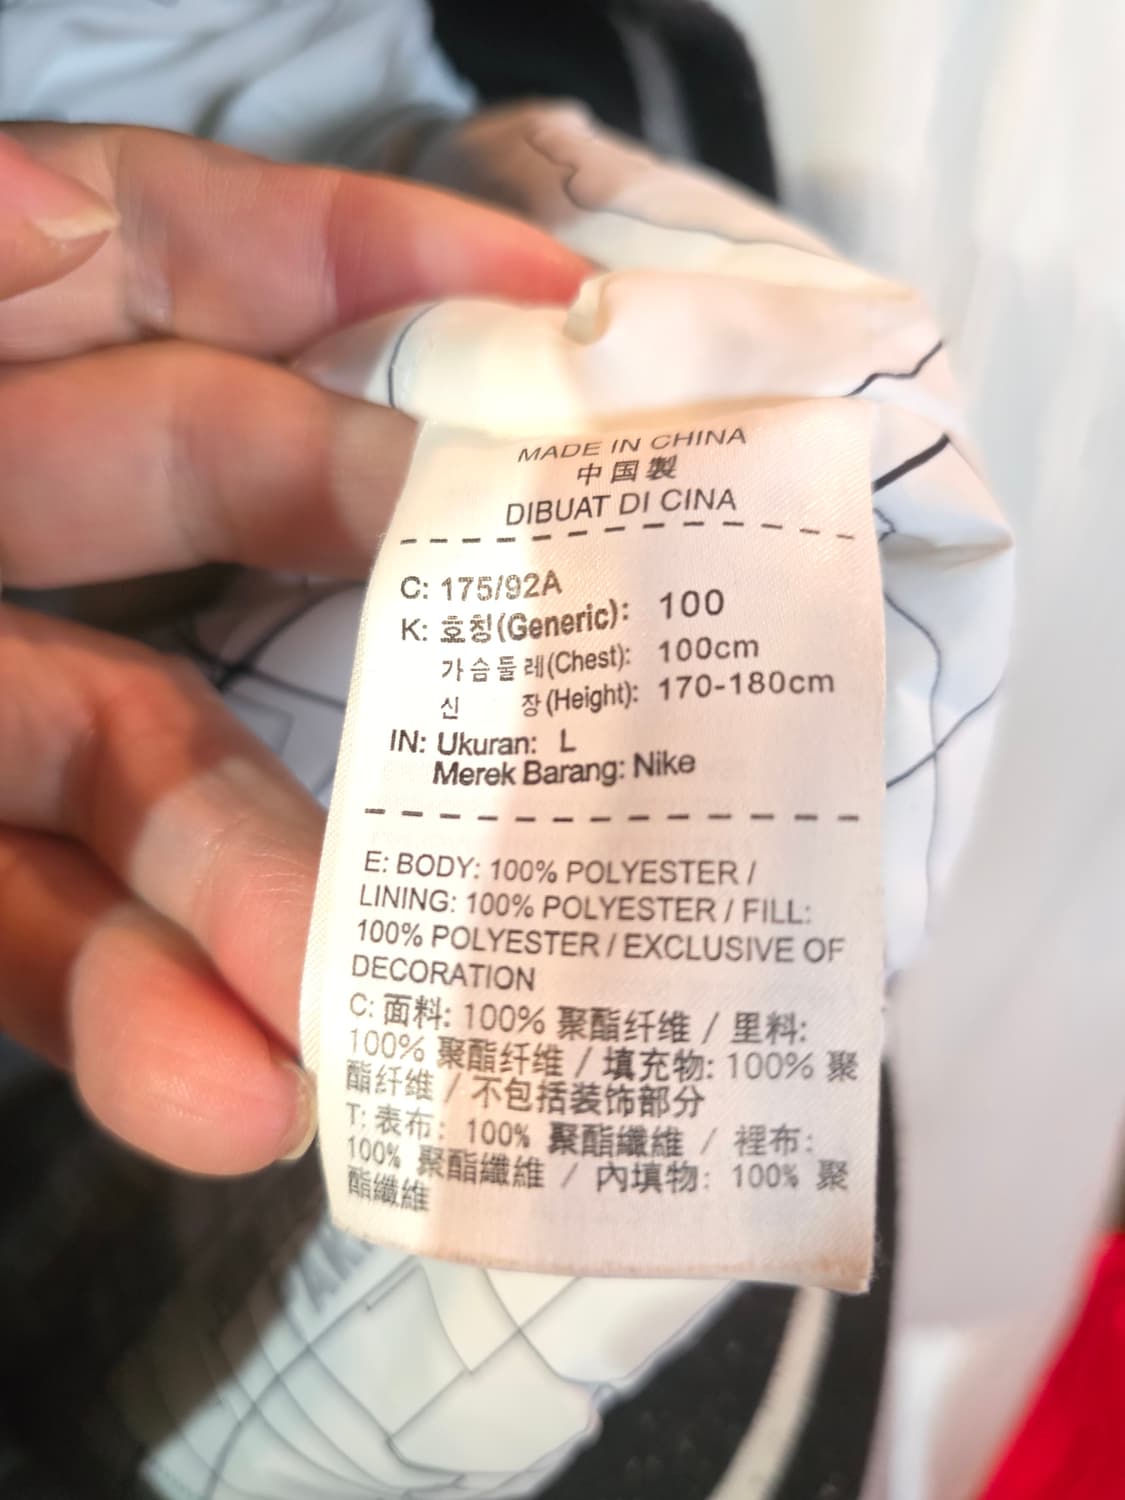 MADE IN CHINA
中国製
DIBUAT DI CINA
C: 175/92A
K: 호칭(Generic): 100
가슴둘레(Chest): 100cm
신 장(Height): 170-180cm
IN: Ukuran: L
Merek Barang: Nike
E: BODY: 100% POLYESTER /
LINING: 100% POLYESTER / FILL:
100% POLYESTER / EXCLUSIVE OF
DECORATION
C: 面料: 100% 聚酯纤维 / 里料:
100% 聚酯纤维 / 填充物: 100% 聚
酯纤维 / 不包括装饰部分
T: 表布: 100% 聚酯纖維 / 裡布:
100% 聚酯纖維 / 內填物: 100% 聚
酯纖維